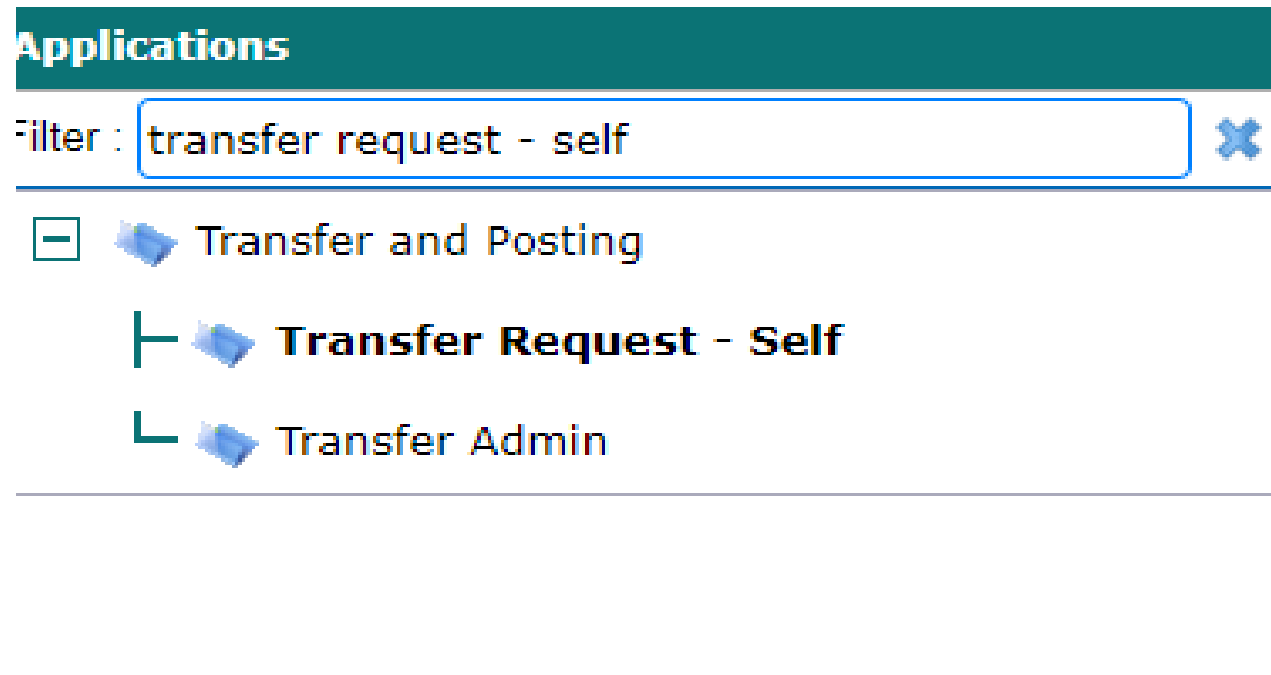 Applications
Filter : transfer request - self
Transfer and Posting
Transfer Request - Self
Transfer Admin